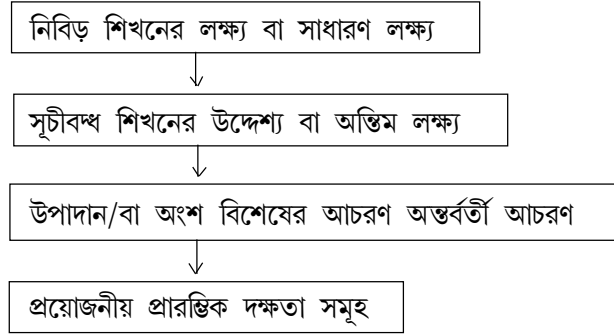 নিবিড় শিখনের লক্ষ্য বা সাধারণ লক্ষ্য
সূচীবদ্ধ শিখনের উদ্দেশ্য বা অন্তিম লক্ষ্য
উপাদান/বা অংশ বিশেষের আচরণ অন্তর্বর্তী আচরণ
প্রয়োজনীয় প্রারম্ভিক দক্ষতা সমূহ